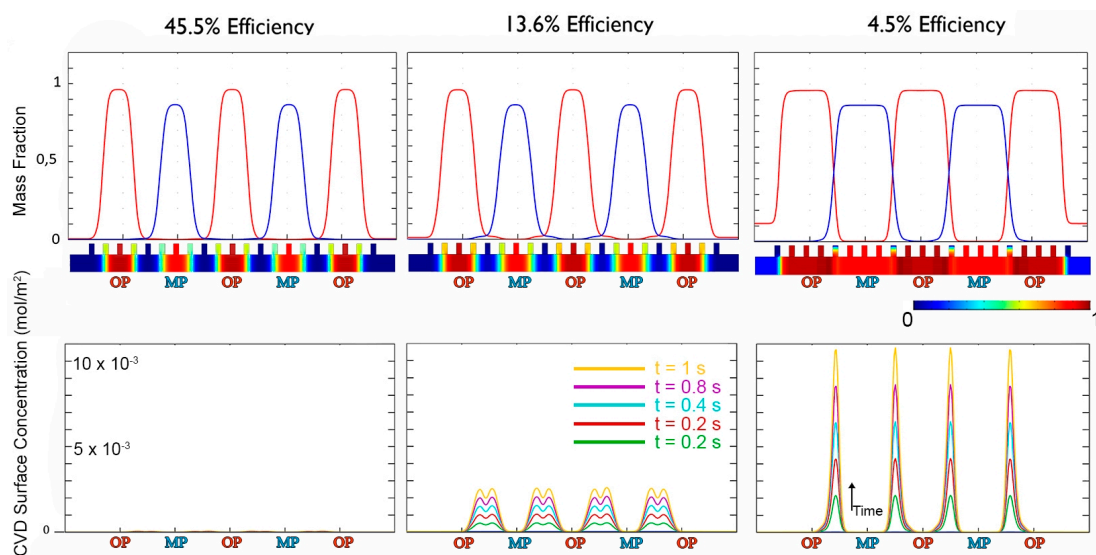 45.5% Efficiency
13.6% Efficiency
4.5% Efficiency
Mass Fraction
1
0,5
0
OP MP OP MP OP
OP MP OP MP OP
OP MP OP MP OP
0 1
CVD Surface Concentration (mol/m²)
10 x 10⁻³
5 x 10⁻³
0
t = 1 s
t = 0.8 s
t = 0.4 s
t = 0.2 s
t = 0.2 s
Time
OP MP OP MP OP
OP MP OP MP OP
OP MP OP MP OP